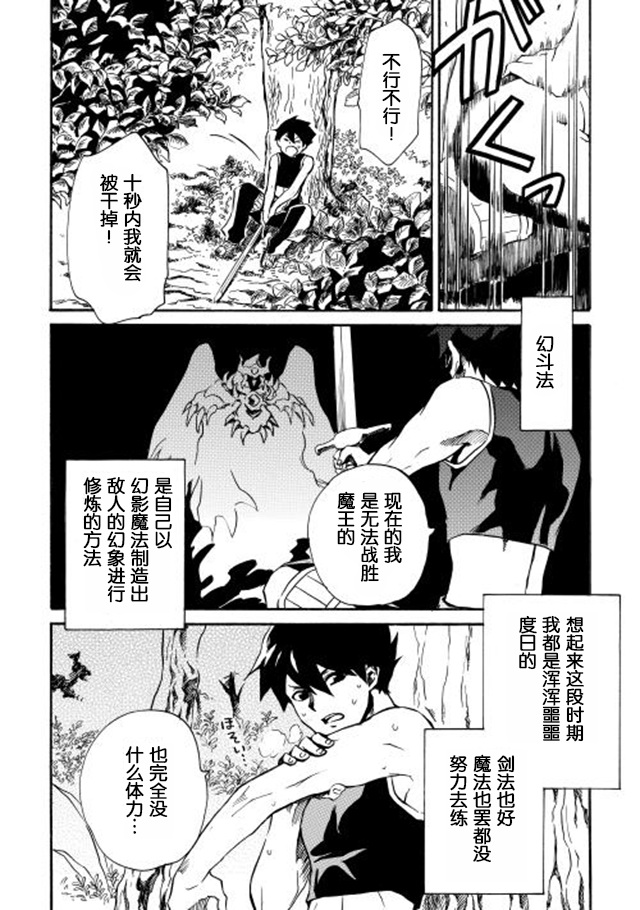 不行不行！
十秒内我就会
被干掉！
幻斗法
是自己以
幻影魔法制造出
敌人的幻象进行
修炼的方法
现在的我
是无法战胜
魔王的
想起来这段时期
我都是浑浑噩噩
度日的
剑法也好
魔法也罢都没
努力去练
ほそい…
也完全没
什么体力…